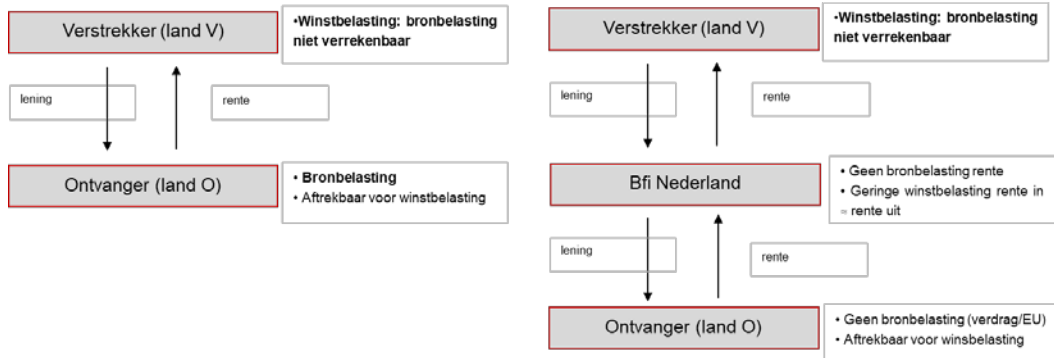 Verstrekker (land V)
•Winstbelasting: bronbelasting
niet verrekenbaar
lening
rente
Ontvanger (land O)
• Bronbelasting
• Aftrekbaar voor winstbelasting
Verstrekker (land V)
•Winstbelasting: bronbelasting
niet verrekenbaar
lening
rente
Bfi Nederland
• Geen bronbelasting rente
• Geringe winstbelasting rente in
≈ rente uit
lening
rente
Ontvanger (land O)
• Geen bronbelasting (verdrag/EU)
• Aftrekbaar voor winsbelasting